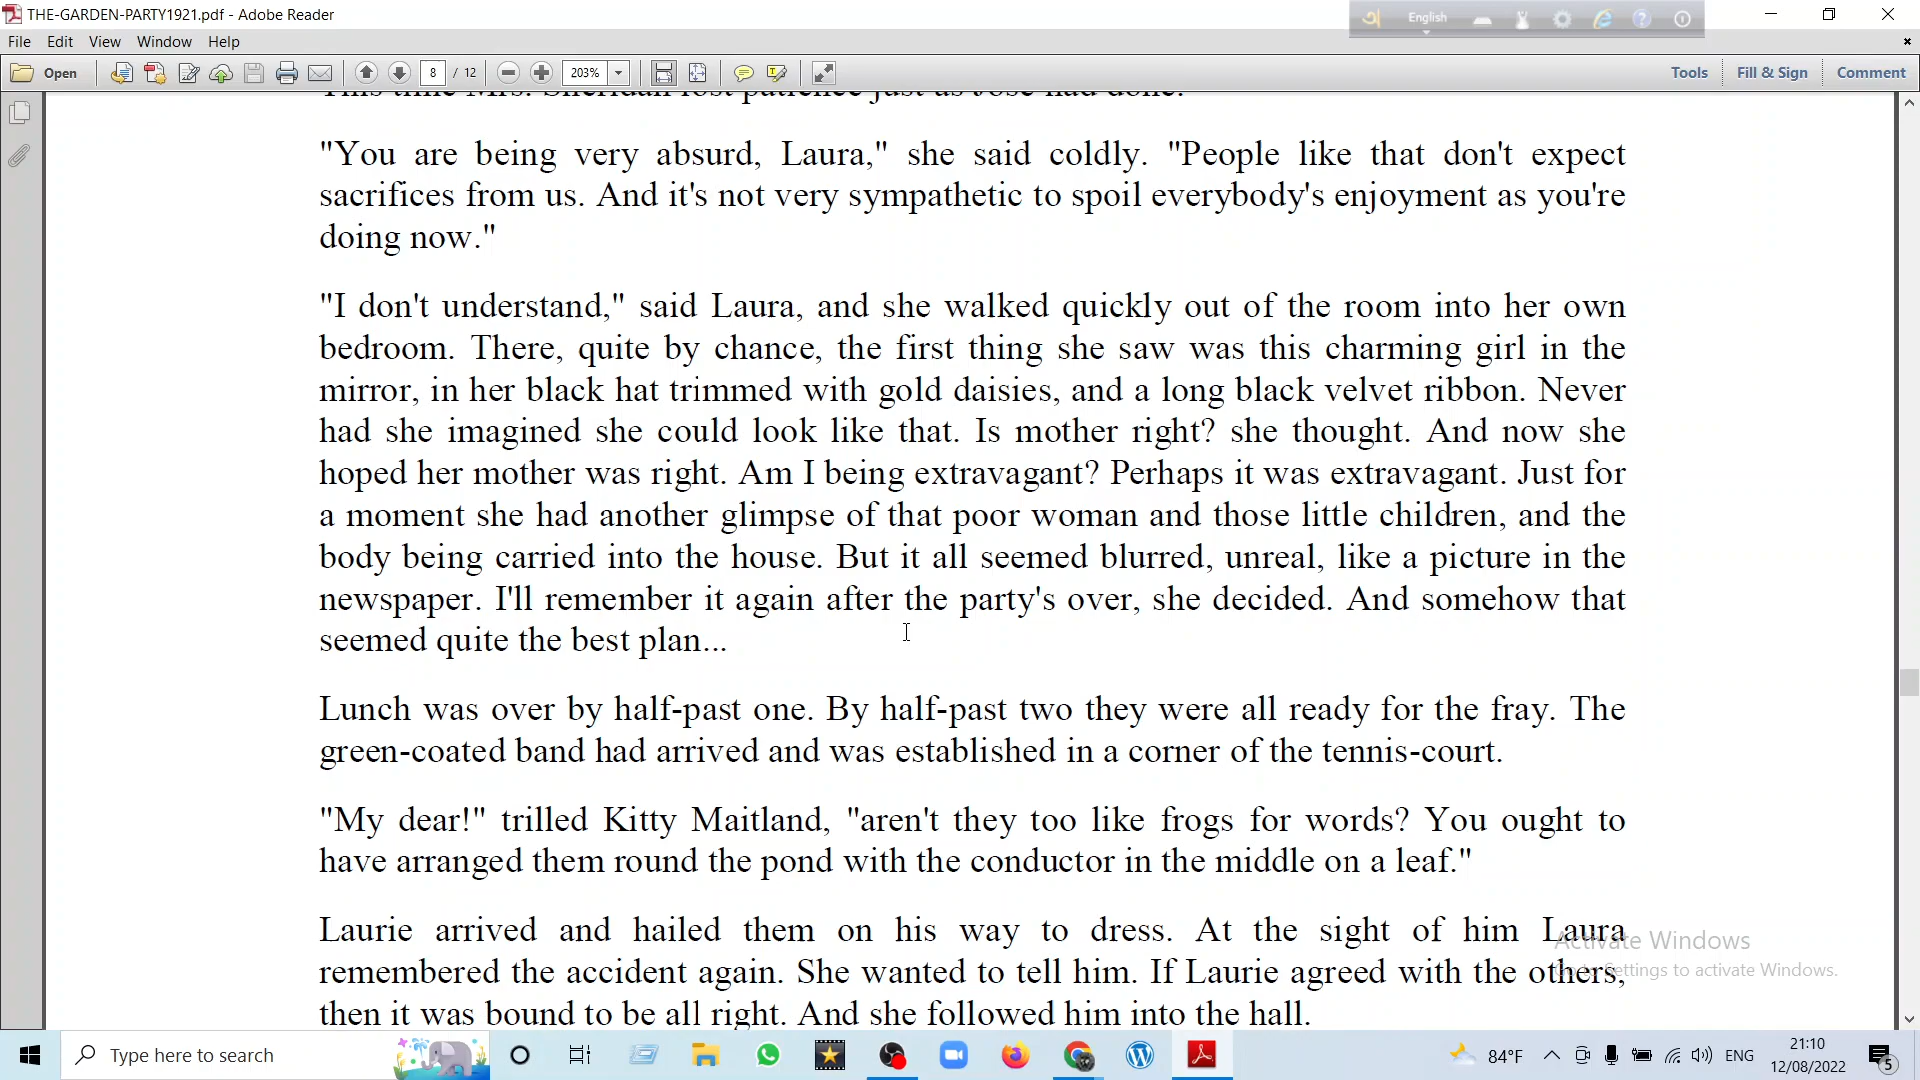 THE-GARDEN-PARTY1921.pdf - Adobe Reader
English
File Edit View Window Help
Open 8 / 12 203% Tools Fill & Sign Comment
This time Mrs. Sheridan lost patience just as Jose had done.
"You are being very absurd, Laura," she said coldly. "People like that don't expect
sacrifices from us. And it's not very sympathetic to spoil everybody's enjoyment as you're
doing now."
"I don't understand," said Laura, and she walked quickly out of the room into her own
bedroom. There, quite by chance, the first thing she saw was this charming girl in the
mirror, in her black hat trimmed with gold daisies, and a long black velvet ribbon. Never
had she imagined she could look like that. Is mother right? she thought. And now she
hoped her mother was right. Am I being extravagant? Perhaps it was extravagant. Just for
a moment she had another glimpse of that poor woman and those little children, and the
body being carried into the house. But it all seemed blurred, unreal, like a picture in the
newspaper. I'll remember it again after the party's over, she decided. And somehow that
seemed quite the best plan...
Lunch was over by half-past one. By half-past two they were all ready for the fray. The
green-coated band had arrived and was established in a corner of the tennis-court.
"My dear!" trilled Kitty Maitland, "aren't they too like frogs for words? You ought to
have arranged them round the pond with the conductor in the middle on a leaf."
Laurie arrived and hailed them on his way to dress. At the sight of him Laura
remembered the accident again. She wanted to tell him. If Laurie agreed with the others,
then it was bound to be all right. And she followed him into the hall.
Activate Windows
Go to Settings to activate Windows.
Type here to search
84°F
ENG
21:10
12/08/2022
5